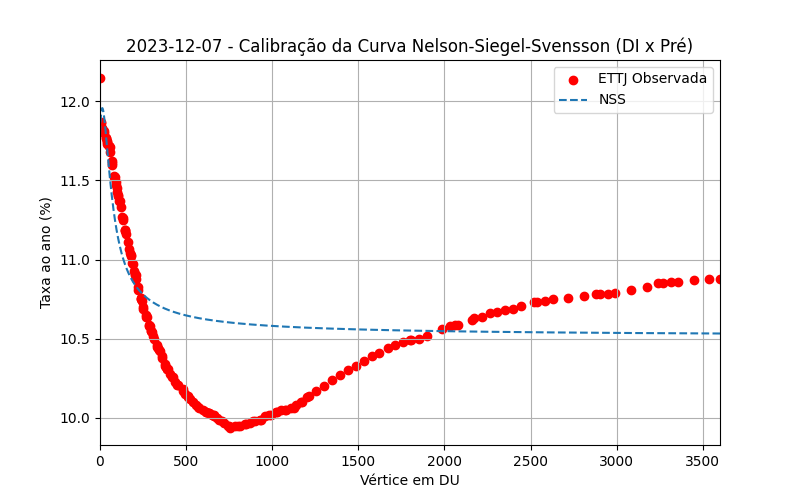 2023-12-07 - Calibração da Curva Nelson-Siegel-Svensson (DI x Pré)
ETTJ Observada
NSS
Taxa ao ano (%)
12.0
11.5
11.0
10.5
10.0
0 500 1000 1500 2000 2500 3000 3500
Vértice em DU